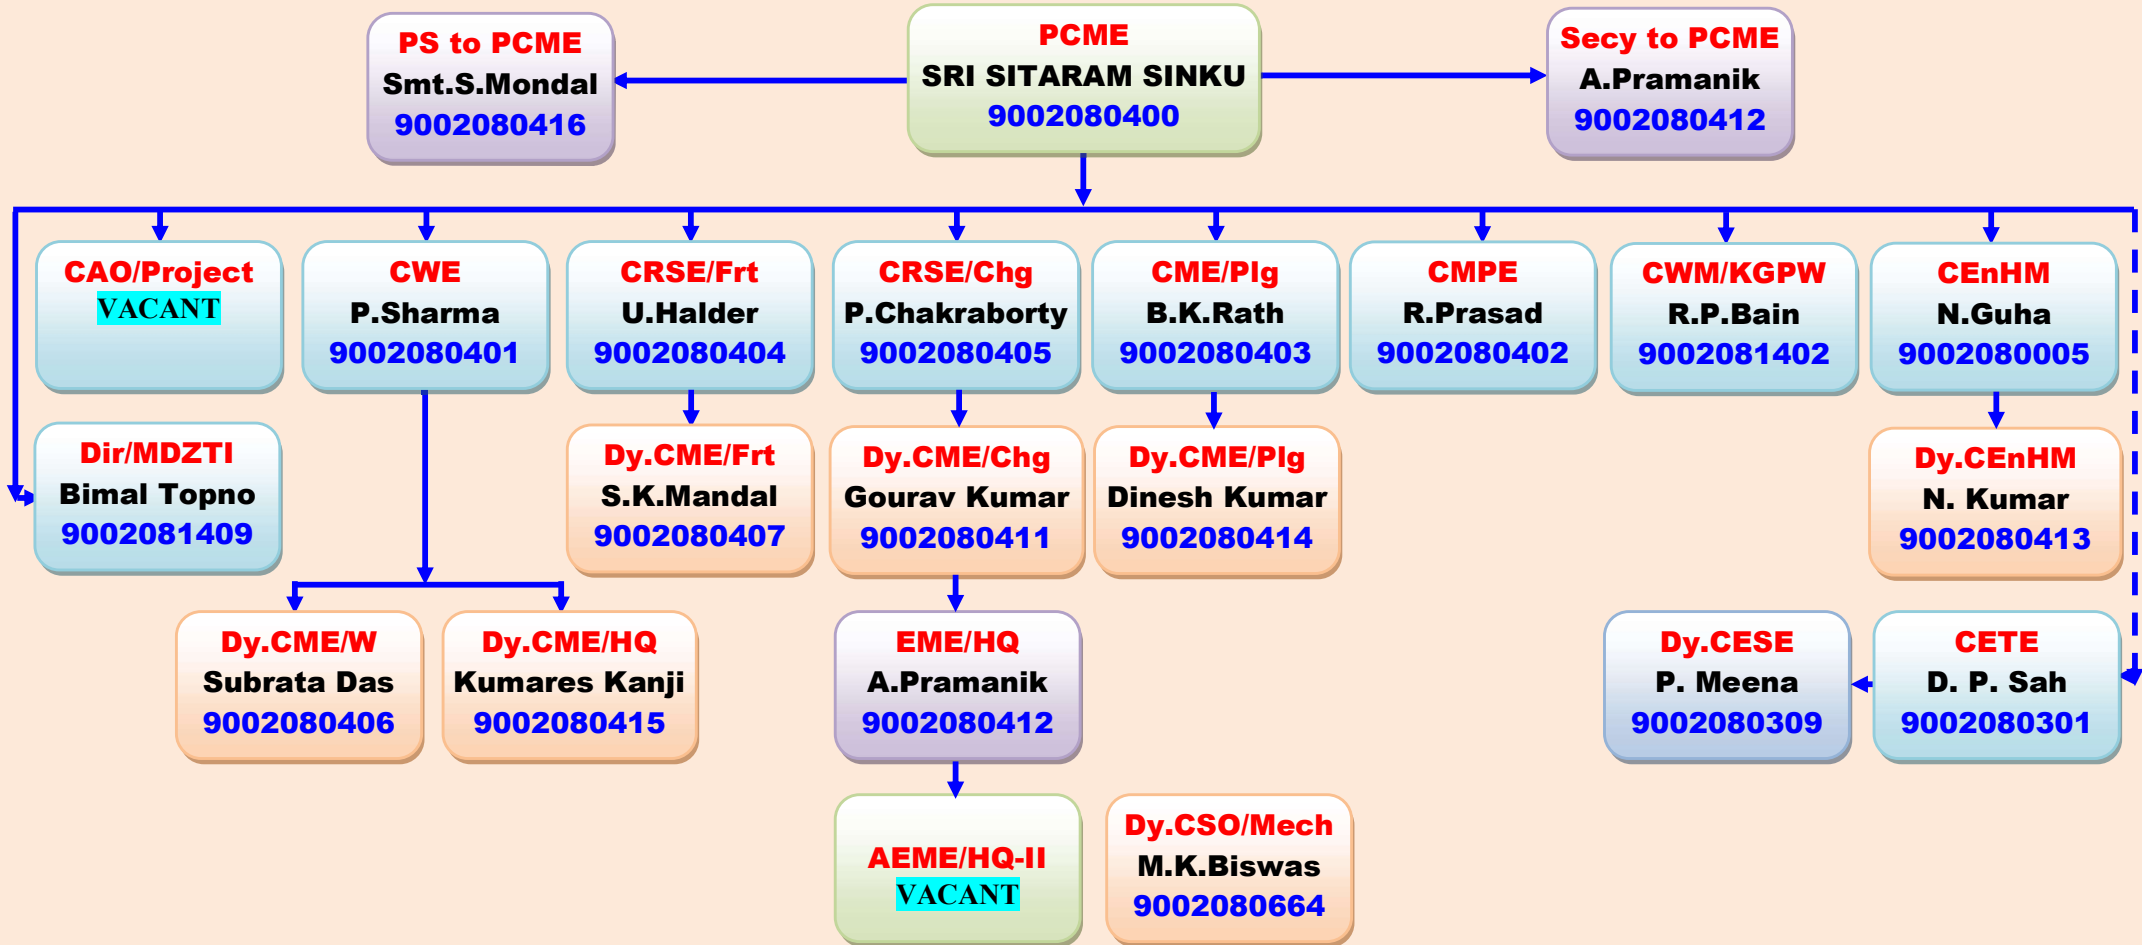 PS to PCME
Smt.S.Mondal
9002080416
PCME
SRI SITARAM SINKU
9002080400
Secy to PCME
A.Pramanik
9002080412
CAO/Project
VACANT
CWE
P.Sharma
9002080401
CRSE/Frt
U.Halder
9002080404
CRSE/Chg
P.Chakraborty
9002080405
CME/Plg
B.K.Rath
9002080403
CMPE
R.Prasad
9002080402
CWM/KGPW
R.P.Bain
9002081402
CEnHM
N.Guha
9002080005
Dir/MDZTI
Bimal Topno
9002081409
Dy.CME/Frt
S.K.Mandal
9002080407
Dy.CME/Chg
Gourav Kumar
9002080411
Dy.CME/Plg
Dinesh Kumar
9002080414
Dy.CEnHM
N. Kumar
9002080413
Dy.CME/W
Subrata Das
9002080406
Dy.CME/HQ
Kumares Kanji
9002080415
EME/HQ
A.Pramanik
9002080412
Dy.CESE
P. Meena
9002080309
CETE
D. P. Sah
9002080301
AEME/HQ-II
VACANT
Dy.CSO/Mech
M.K.Biswas
9002080664